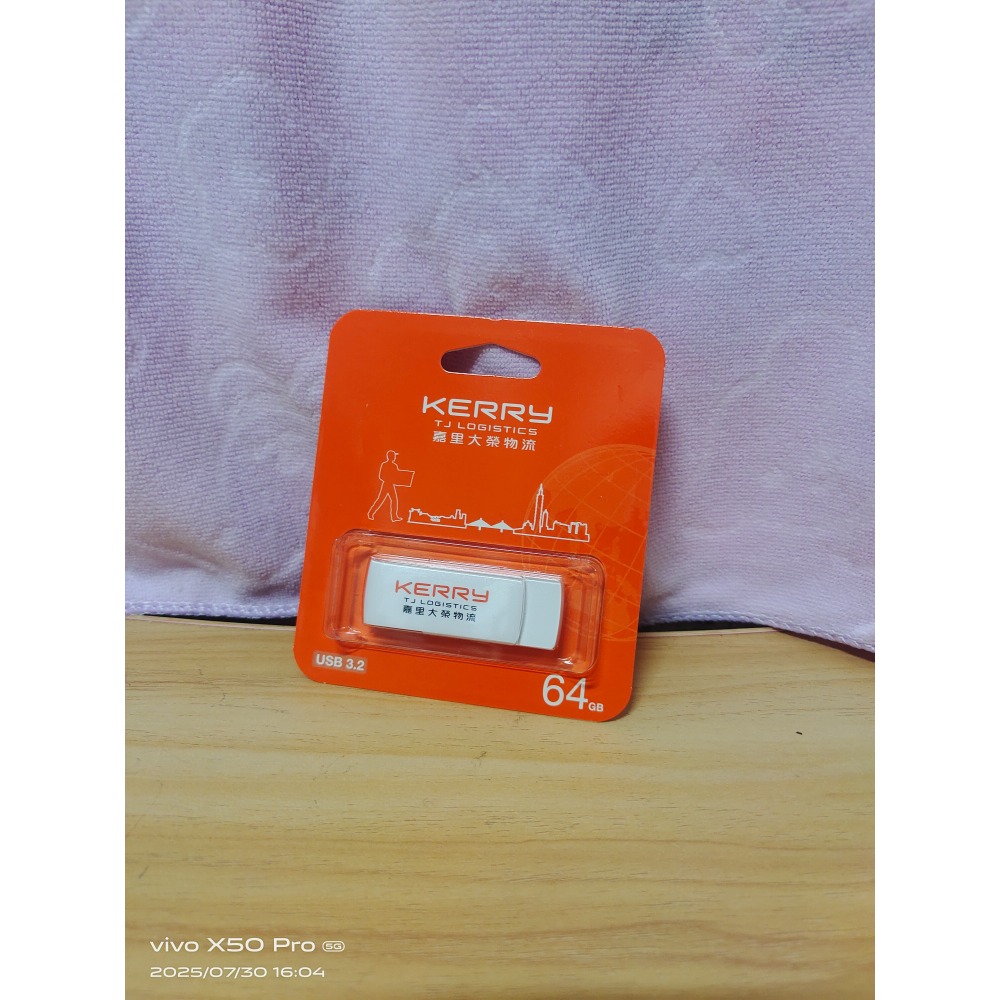 KERRY
TJ LOGISTICS
嘉里大榮物流
KERRY
TJ LOGISTICS
嘉里大榮物流
USB 3.2
64GB
vivo X50 Pro 5G
2025/07/30 16:04